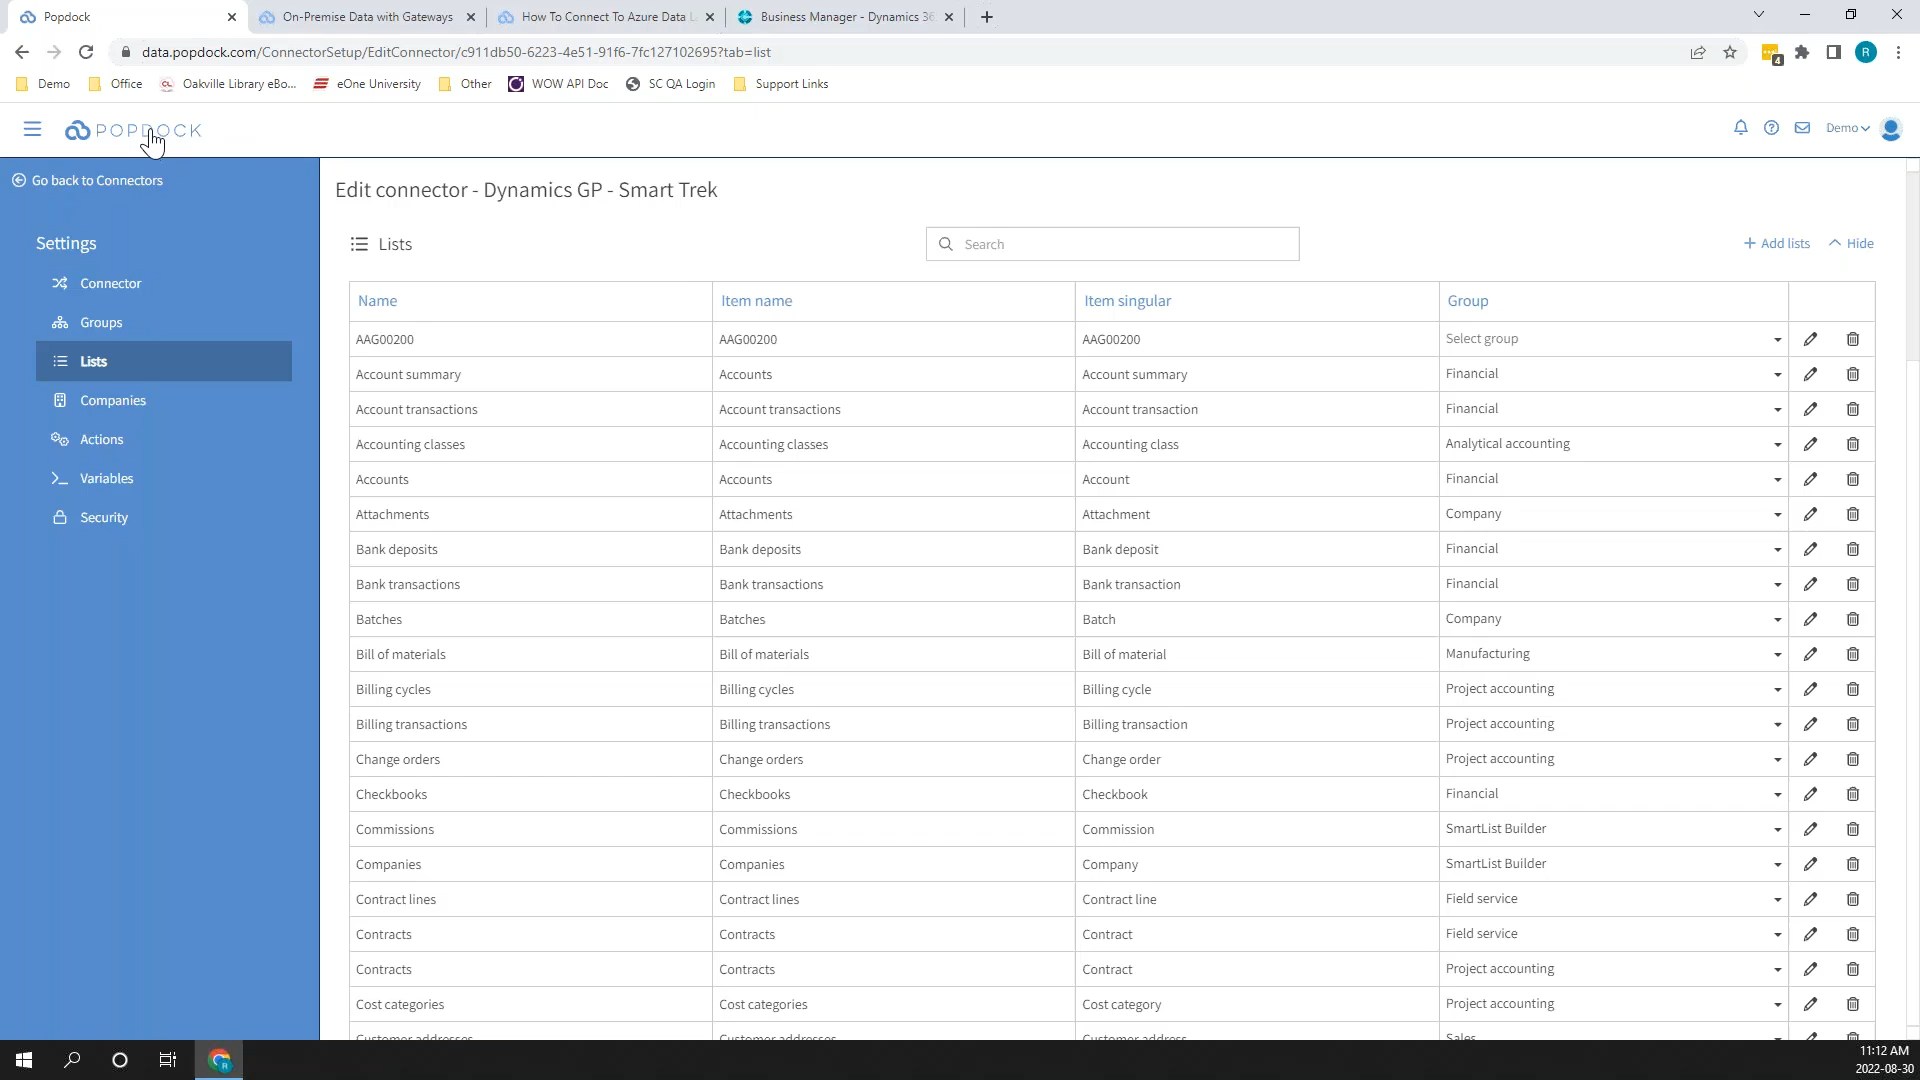 Popdock
On-Premise Data with Gateways
How To Connect To Azure Data L
Business Manager - Dynamics 36
data.popdock.com/ConnectorSetup/EditConnector/c911db50-6223-4e51-91f6-7fc127102695?tab=list
4
R
Demo
Office
CL
Oakville Library eBo...
eOne University
Other
WOW API Doc
SC QA Login
Support Links
POPDOCK
Demo
Go back to Connectors
Settings
Connector
Groups
Lists
Companies
Actions
Variables
Security
Edit connector - Dynamics GP - Smart Trek
Lists
Search
Add lists
Hide
Name Item name Item singular Group
AAG00200 AAG00200 AAG00200 Select group
Account summary Accounts Account summary Financial
Account transactions Account transactions Account transaction Financial
Accounting classes Accounting classes Accounting class Analytical accounting
Accounts Accounts Account Financial
Attachments Attachments Attachment Company
Bank deposits Bank deposits Bank deposit Financial
Bank transactions Bank transactions Bank transaction Financial
Batches Batches Batch Company
Bill of materials Bill of materials Bill of material Manufacturing
Billing cycles Billing cycles Billing cycle Project accounting
Billing transactions Billing transactions Billing transaction Project accounting
Change orders Change orders Change order Project accounting
Checkbooks Checkbooks Checkbook Financial
Commissions Commissions Commission SmartList Builder
Companies Companies Company SmartList Builder
Contract lines Contract lines Contract line Field service
Contracts Contracts Contract Field service
Contracts Contracts Contract Project accounting
Cost categories Cost categories Cost category Project accounting
Customer addresses Customer addresses Customer address Sales
R
11:12 AM
2022-08-30